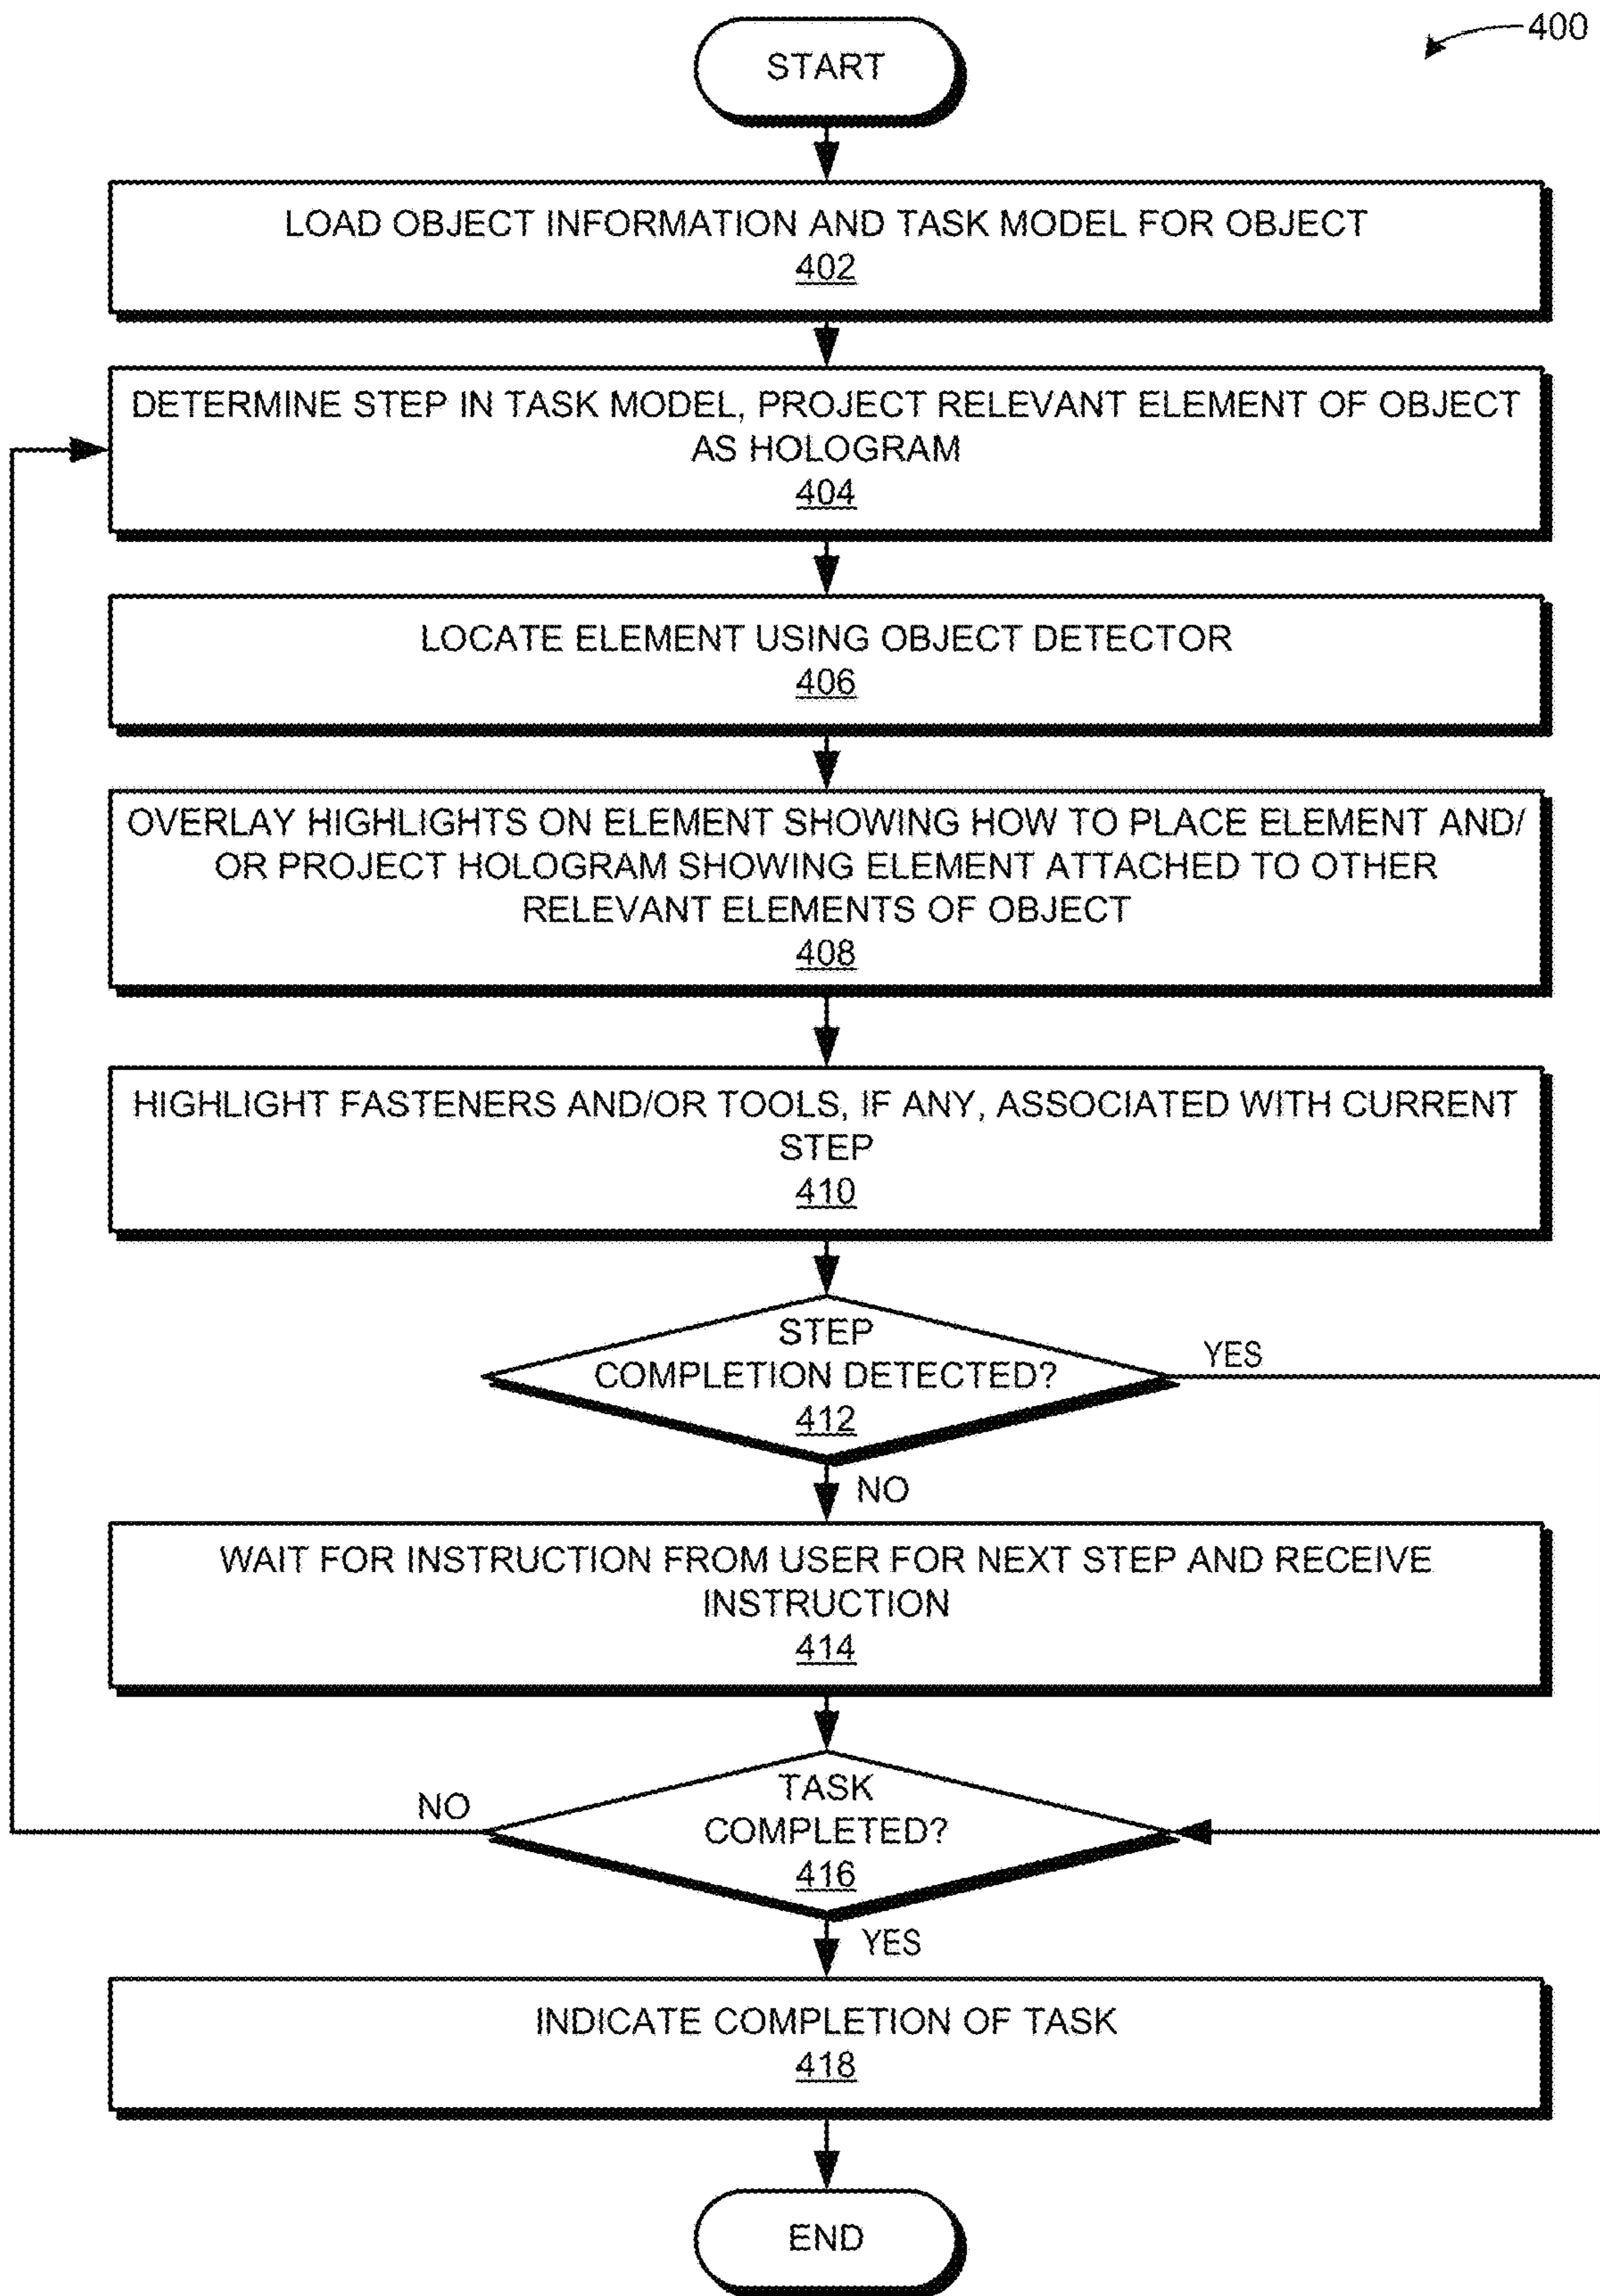 400
START
LOAD OBJECT INFORMATION AND TASK MODEL FOR OBJECT
402
DETERMINE STEP IN TASK MODEL, PROJECT RELEVANT ELEMENT OF OBJECT
AS HOLOGRAM
404
LOCATE ELEMENT USING OBJECT DETECTOR
406
OVERLAY HIGHLIGHTS ON ELEMENT SHOWING HOW TO PLACE ELEMENT AND/
OR PROJECT HOLOGRAM SHOWING ELEMENT ATTACHED TO OTHER
RELEVANT ELEMENTS OF OBJECT
408
HIGHLIGHT FASTENERS AND/OR TOOLS, IF ANY, ASSOCIATED WITH CURRENT
STEP
410
STEP
COMPLETION DETECTED?
412
YES
NO
WAIT FOR INSTRUCTION FROM USER FOR NEXT STEP AND RECEIVE
INSTRUCTION
414
TASK
COMPLETED?
416
NO
YES
INDICATE COMPLETION OF TASK
418
END